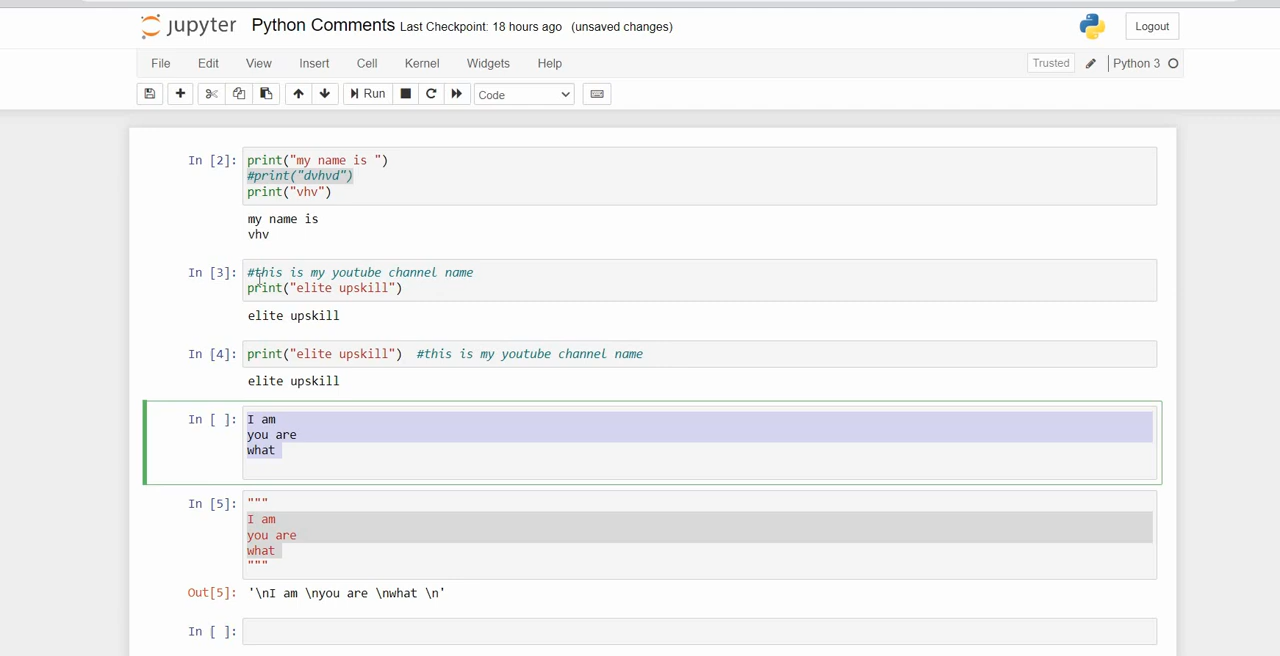 jupyter Python Comments Last Checkpoint: 18 hours ago (unsaved changes) Logout
File Edit View Insert Cell Kernel Widgets Help Trusted Python 3
Run Code
In [2]: print("my name is ")
#print("dvhvd")
print("vhv")
my name is
vhv
In [3]: #this is my youtube channel name
print("elite upskill")
elite upskill
In [4]: print("elite upskill") #this is my youtube channel name
elite upskill
In [ ]: I am
you are
what
In [5]: """
I am
you are
what
"""
Out[5]: '\nI am \nyou are \nwhat \n'
In [ ]: